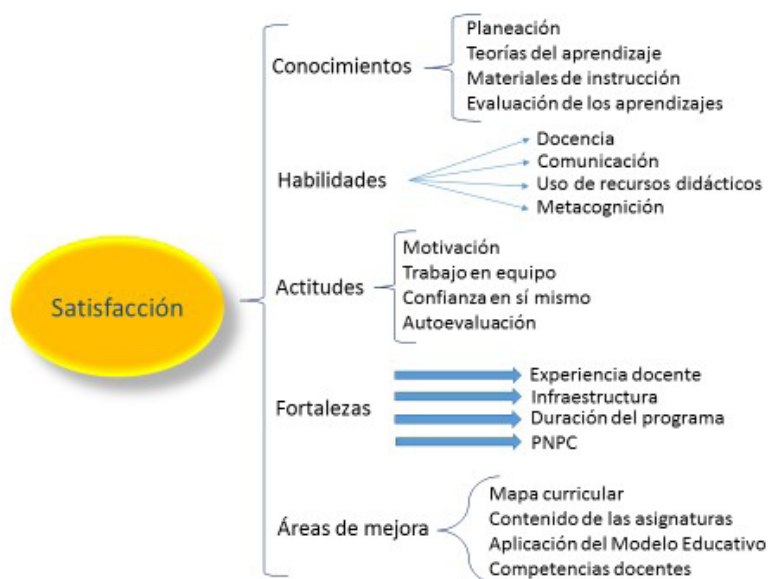 Satisfacción
Conocimientos
Planeación
Teorías del aprendizaje
Materiales de instrucción
Evaluación de los aprendizajes
Habilidades
Docencia
Comunicación
Uso de recursos didácticos
Metacognición
Actitudes
Motivación
Trabajo en equipo
Confianza en sí mismo
Autoevaluación
Fortalezas
Experiencia docente
Infraestructura
Duración del programa
PNPC
Áreas de mejora
Mapa curricular
Contenido de las asignaturas
Aplicación del Modelo Educativo
Competencias docentes